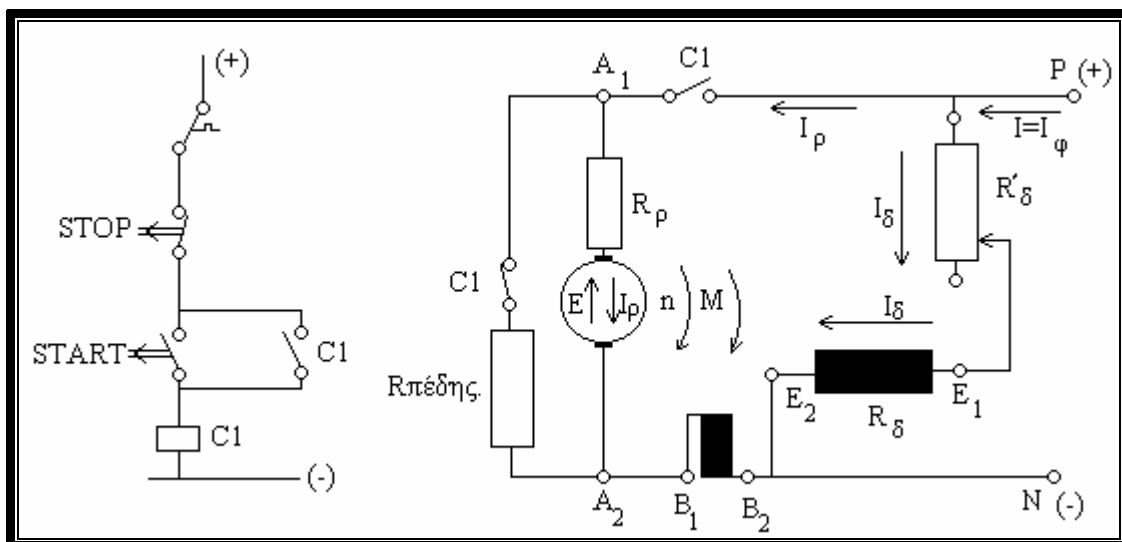 (+)
STOP
START
C1
C1
(-)
A1
C1
P (+)
Iρ
I=Iφ
Rρ
Iδ
R´δ
C1
E
Iρ
n
M
Iδ
Rπέδης.
E2
Rδ
E1
A2
B1
B2
N (-)